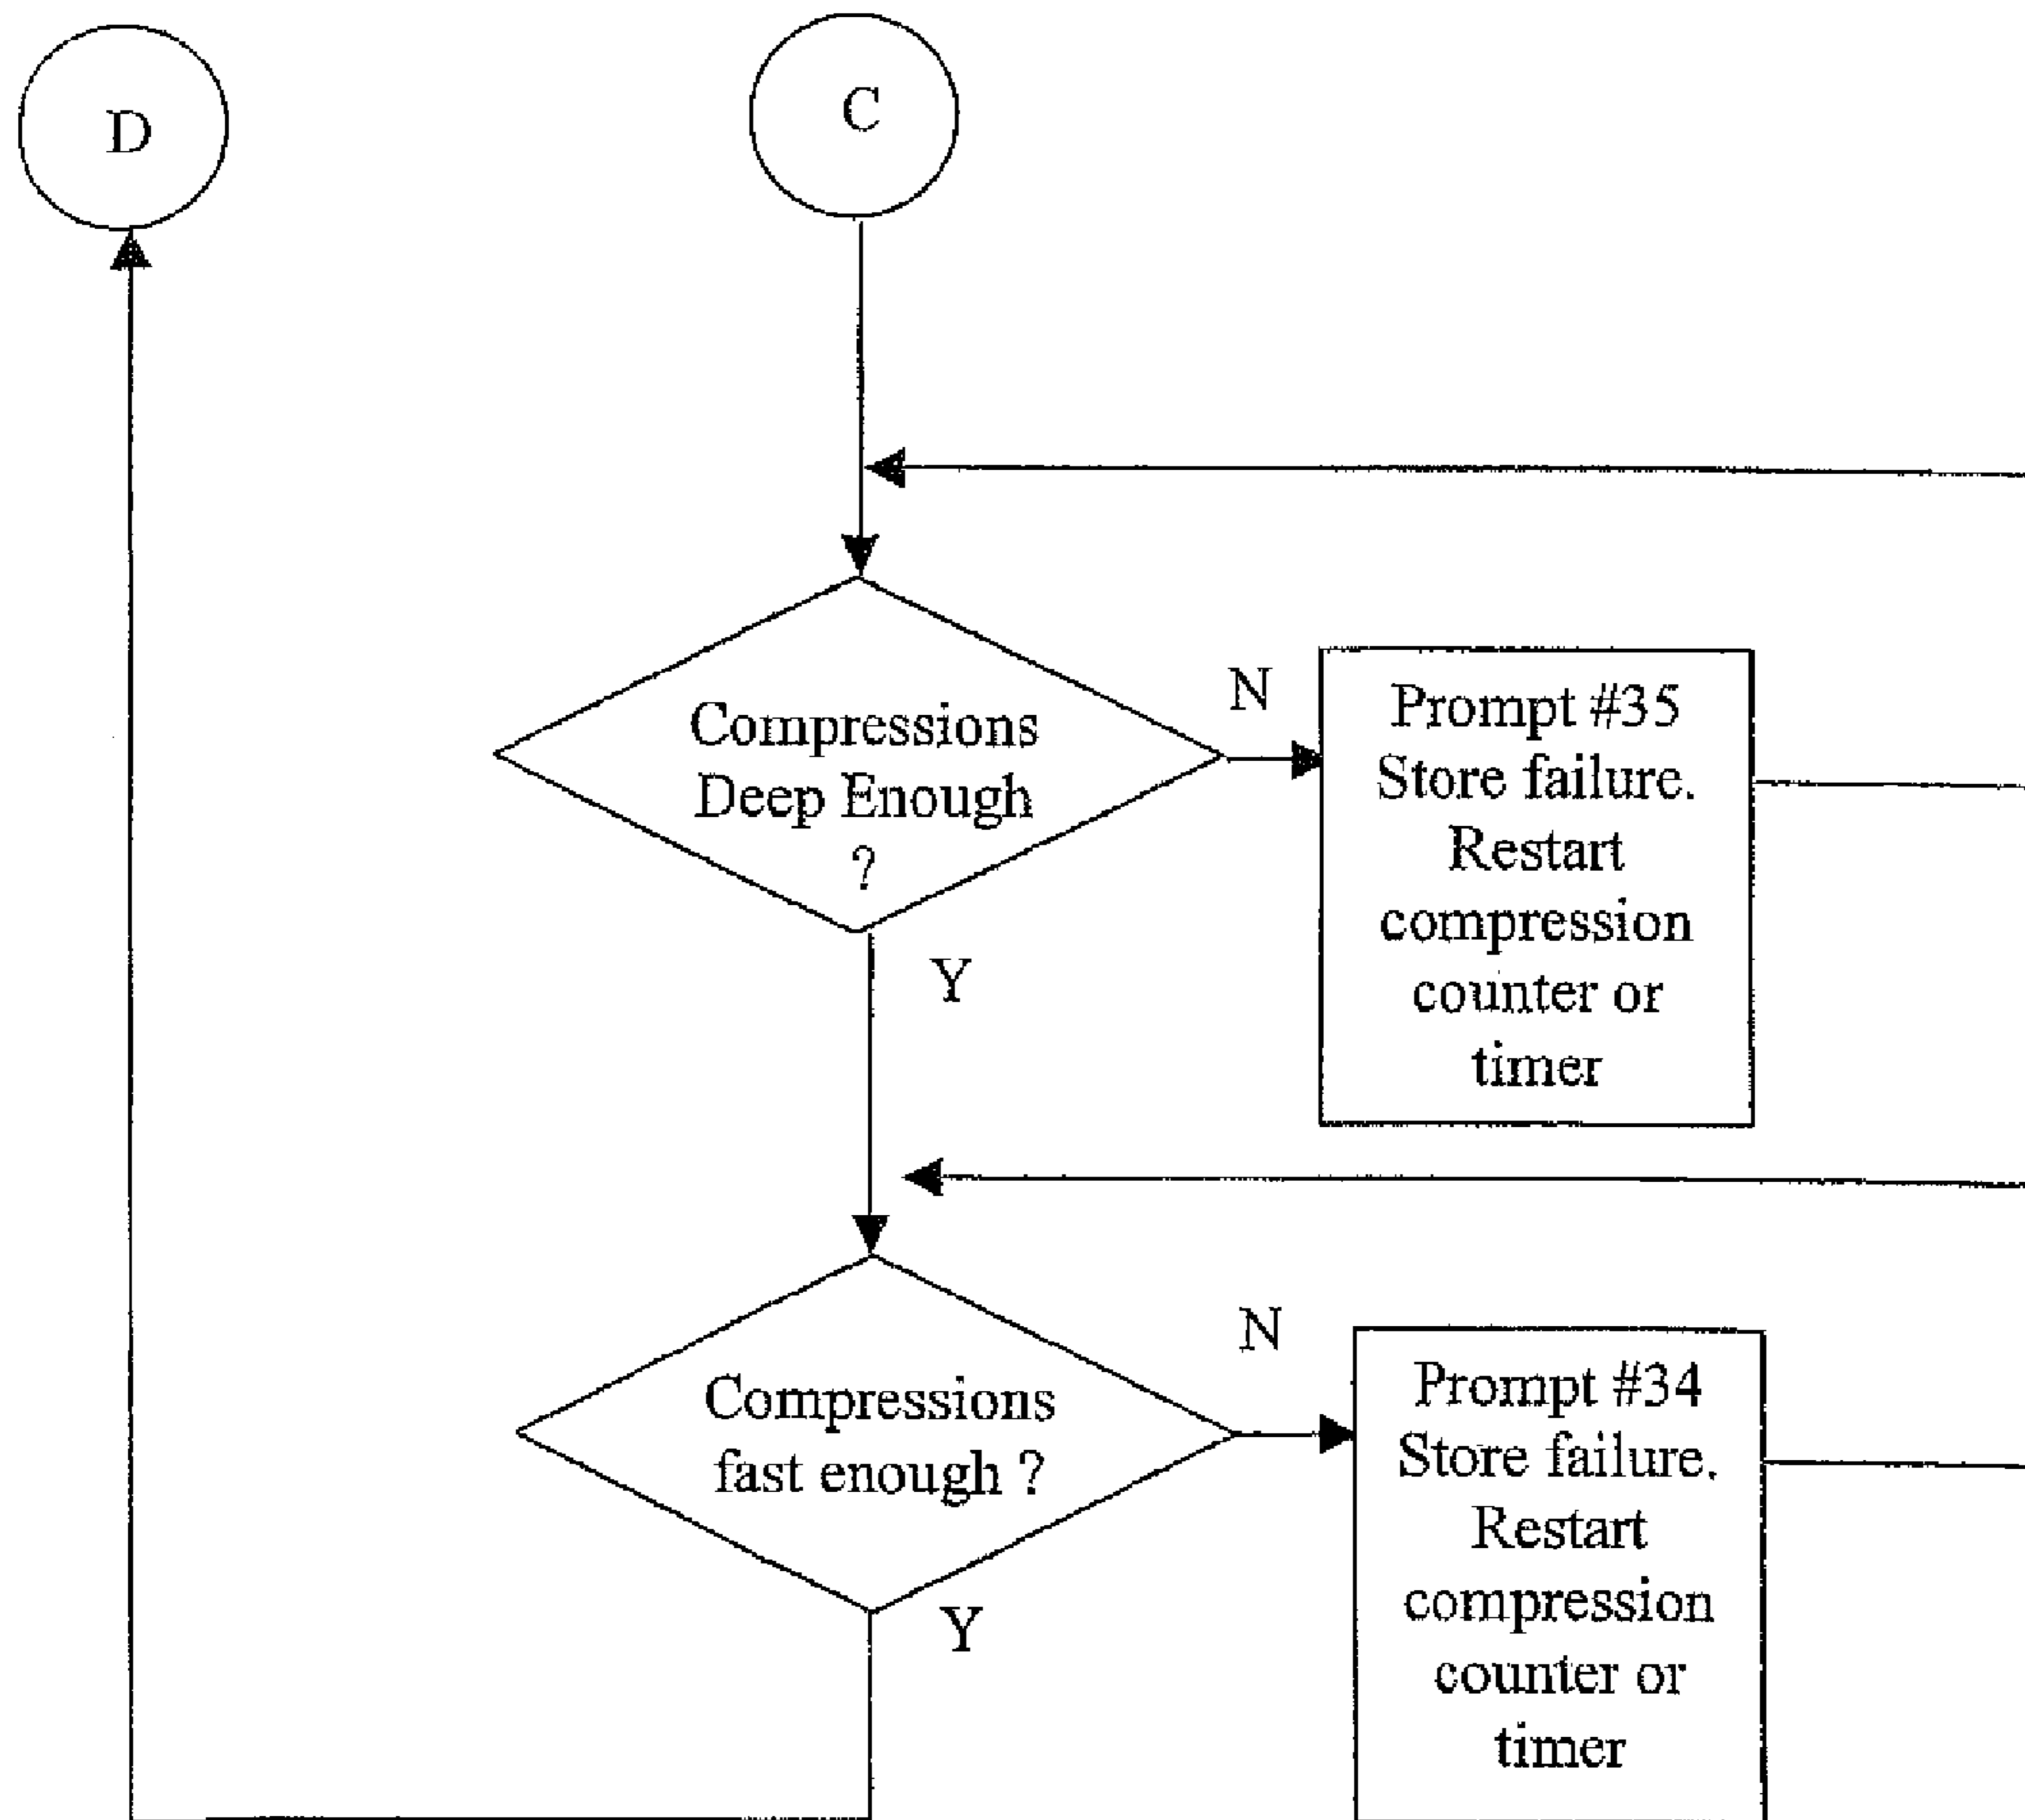 D
C
Compressions
Deep Enough
?
N
Prompt #35
Store failure.
Restart
compression
counter or
timer
Y
Compressions
fast enough ?
N
Prompt #34
Store failure.
Restart
compression
counter or
timer
Y